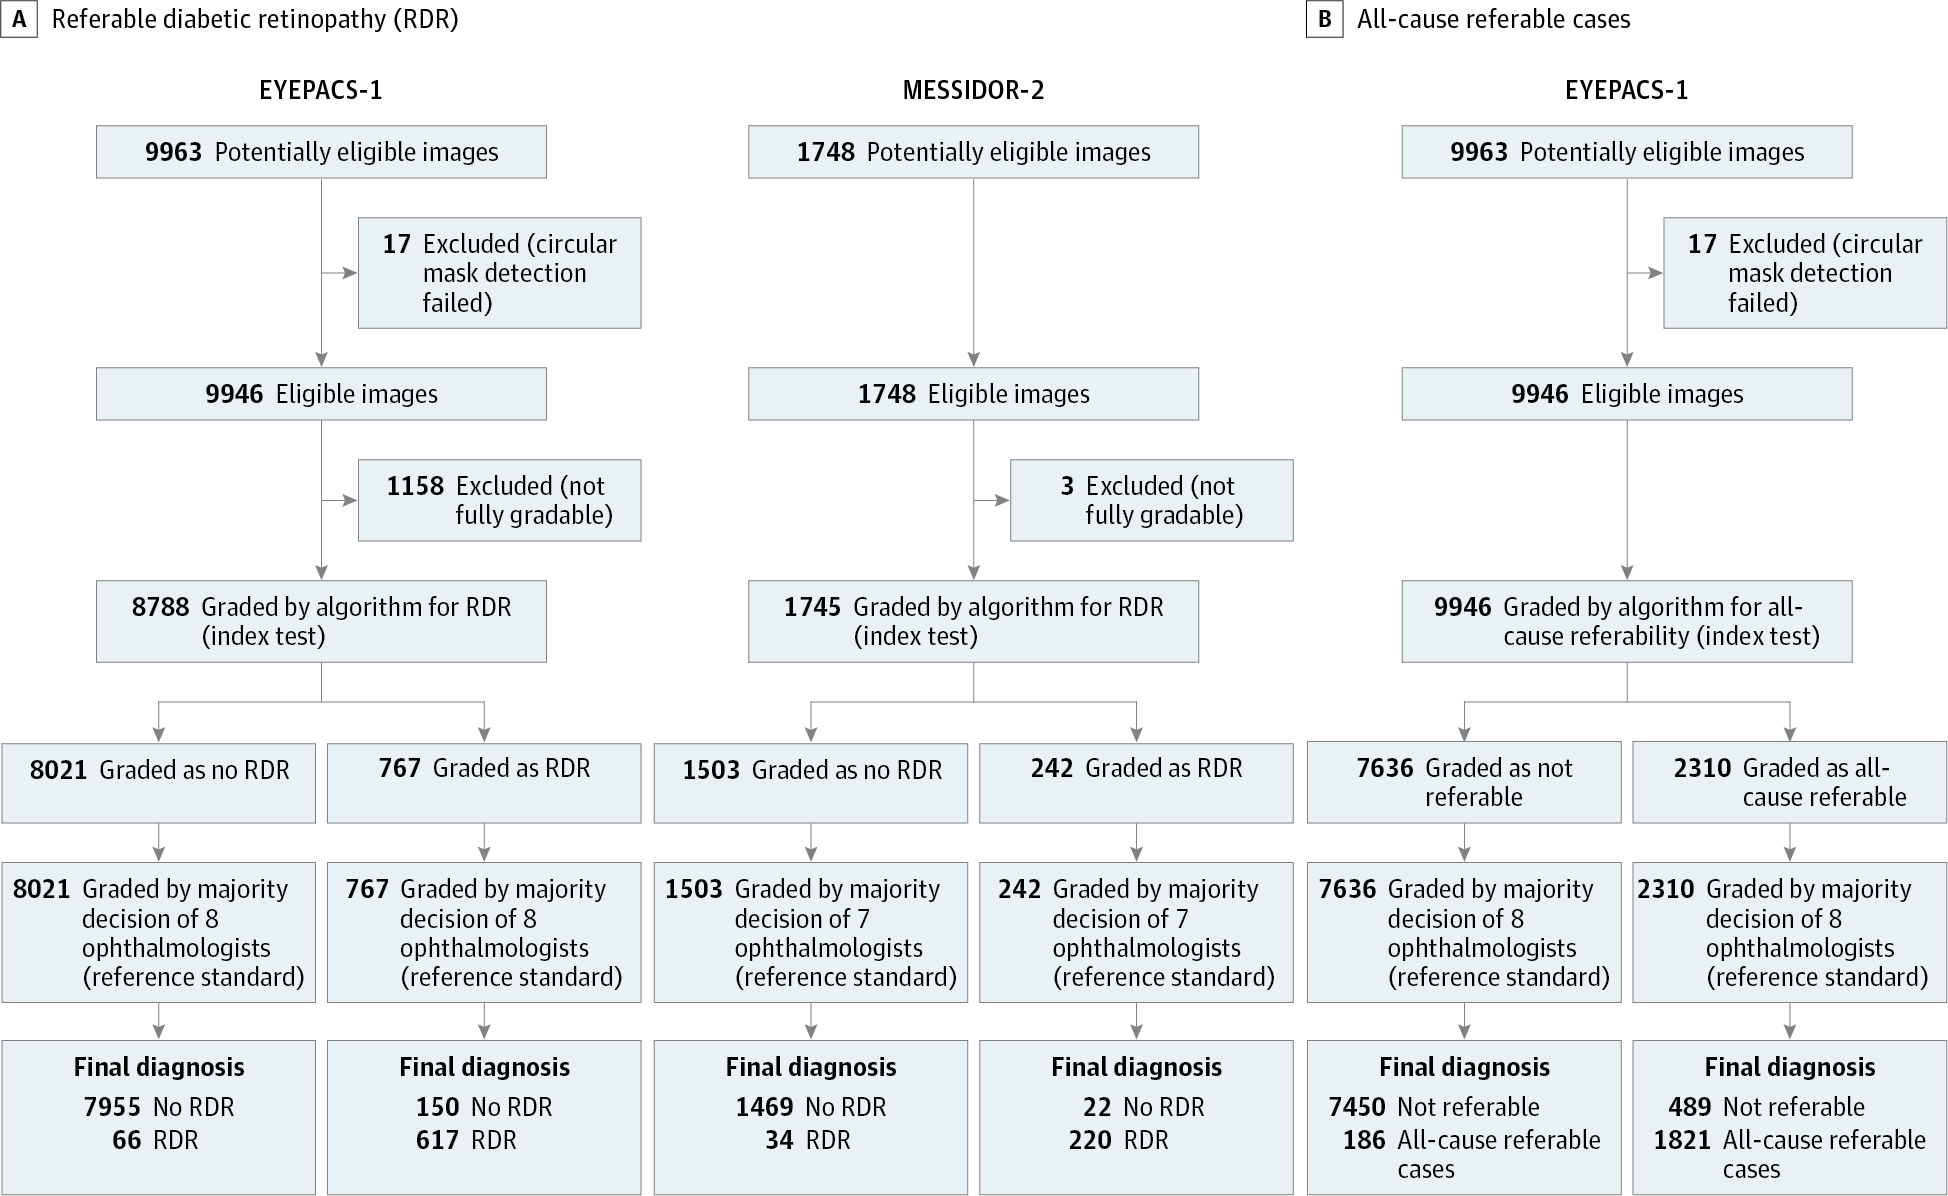 A Referable diabetic retinopathy (RDR)
EYEPACS-1
9963 Potentially eligible images
17 Excluded (circular
mask detection
failed)
9946 Eligible images
1158 Excluded (not
fully gradable)
8788 Graded by algorithm for RDR
(index test)
8021 Graded as no RDR
767 Graded as RDR
8021 Graded by majority
decision of 8
ophthalmologists
(reference standard)
767 Graded by majority
decision of 8
ophthalmologists
(reference standard)
Final diagnosis
7955 No RDR
66 RDR
Final diagnosis
150 No RDR
617 RDR
MESSIDOR-2
1748 Potentially eligible images
1748 Eligible images
3 Excluded (not
fully gradable)
1745 Graded by algorithm for RDR
(index test)
1503 Graded as no RDR
242 Graded as RDR
1503 Graded by majority
decision of 7
ophthalmologists
(reference standard)
242 Graded by majority
decision of 7
ophthalmologists
(reference standard)
Final diagnosis
1469 No RDR
34 RDR
Final diagnosis
22 No RDR
220 RDR
B All-cause referable cases
EYEPACS-1
9963 Potentially eligible images
17 Excluded (circular
mask detection
failed)
9946 Eligible images
9946 Graded by algorithm for all-
cause referability (index test)
7636 Graded as not
referable
2310 Graded as all-
cause referable
7636 Graded by majority
decision of 8
ophthalmologists
(reference standard)
2310 Graded by majority
decision of 8
ophthalmologists
(reference standard)
Final diagnosis
7450 Not referable
186 All-cause referable
cases
Final diagnosis
489 Not referable
1821 All-cause referable
cases